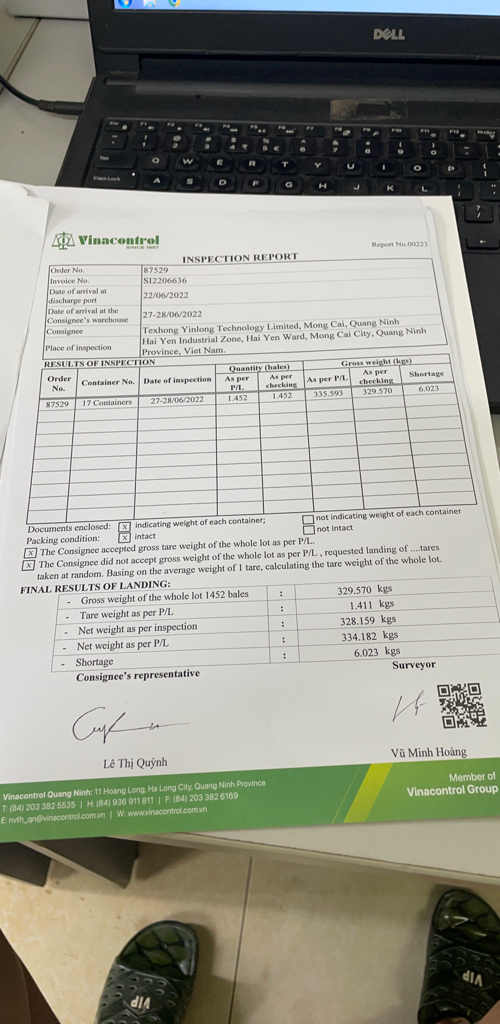 DELL
Vinacontrol
SINCE 1957
Report No.00223
INSPECTION REPORT
Order No. 87529
Invoice No. SI2206636
Date of arrival at discharge port 22/06/2022
Date of arrival at the Consignee's warehouse 27-28/06/2022
Consignee Texhong Yinlong Technology Limited, Mong Cai, Quang Ninh
Place of inspection Hai Yen Industrial Zone, Hai Yen Ward, Mong Cai City, Quang Ninh Province, Viet Nam.
RESULTS OF INSPECTION
Quantity (bales) Gross weight (kgs)
Order No. Container No. Date of inspection As per P/L As per checking As per P/L As per checking Shortage
87529 17 Containers 27-28/06/2022 1.452 1.452 335.593 329.570 6.023
Documents enclosed: x indicating weight of each container; not indicating weight of each container
Packing condition: x intact not intact
x The Consignee accepted gross tare weight of the whole lot as per P/L.
x The Consignee did not accept gross weight of the whole lot as per P/L , requested landing of ....tares
taken at random. Basing on the average weight of 1 tare, calculating the tare weight of the whole lot.
FINAL RESULTS OF LANDING:
- Gross weight of the whole lot 1452 bales : 329.570 kgs
- Tare weight as per P/L : 1.411 kgs
- Net weight as per inspection : 328.159 kgs
- Net weight as per P/L : 334.182 kgs
- Shortage : 6.023 kgs
Consignee's representative Surveyor
Lê Thị Quỳnh Vũ Minh Hoàng
Vinacontrol Quang Ninh: 11 Hoang Long, Ha Long City, Quang Ninh Province
T: (84) 203 382 5535 | H: (84) 936 911 811 | F: (84) 203 382 6169
E: nvth_qn@vinacontrol.com.vn | W: www.vinacontrol.com.vn
Member of
Vinacontrol Group
VIP
VIP